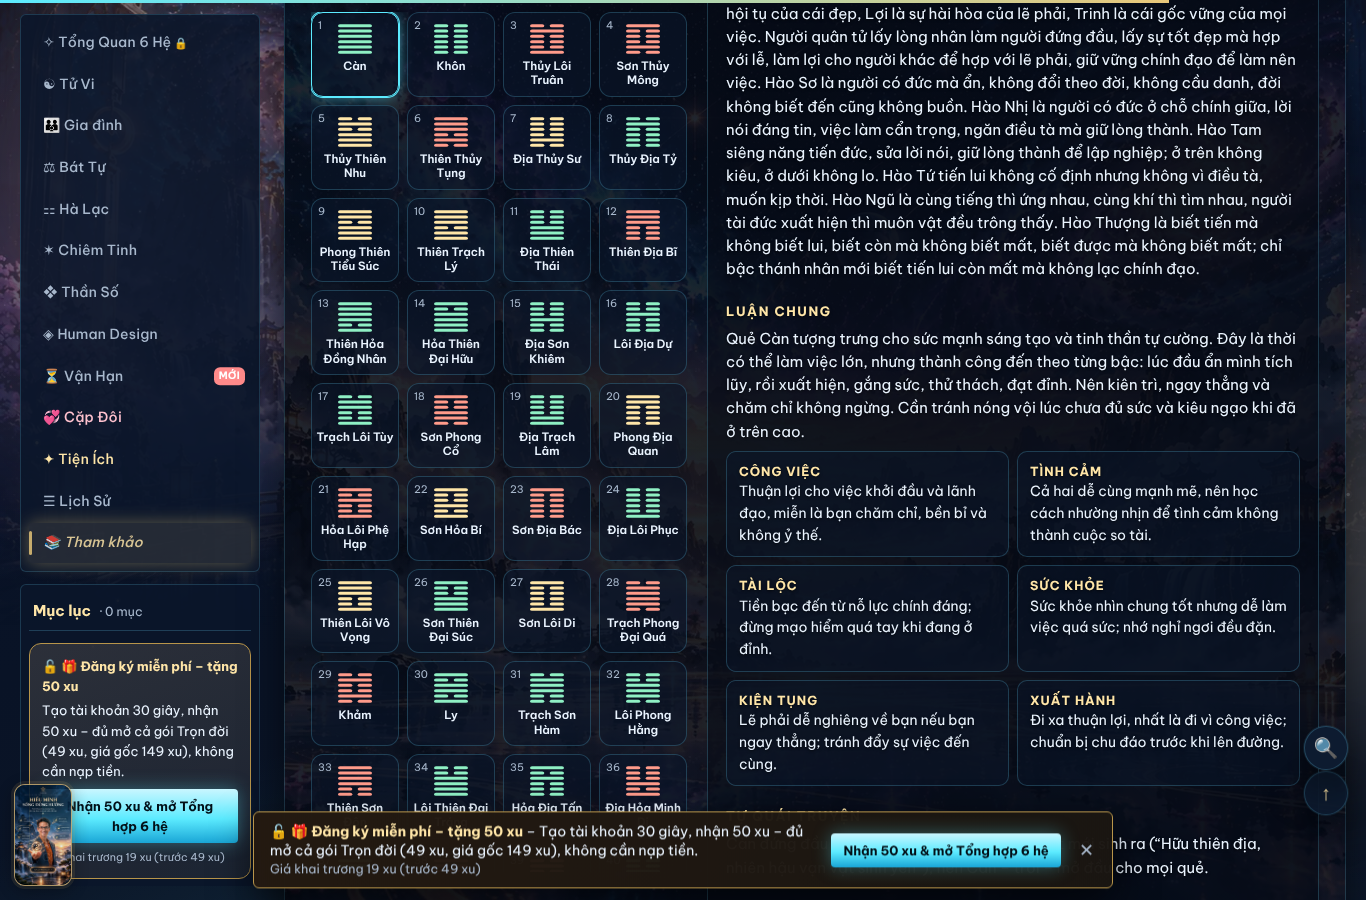 ✧ Tổng Quan 6 Hệ 🔒
☯ Tử Vi
👪 Gia đình
⚖ Bát Tự
⚏ Hà Lạc
✶ Chiêm Tinh
❖ Thần Số
◈ Human Design
⏳ Vận Hạn MỚI
💞 Cặp Đôi
✦ Tiện Ích
☰ Lịch Sử
📚 Tham khảo
Mục lục · 0 mục
🔓 🎁 Đăng ký miễn phí – tặng
50 xu
Tạo tài khoản 30 giây, nhận
50 xu – đủ mở cả gói Trọn đời
(49 xu, giá gốc 149 xu), không
cần nạp tiền.
Nhận 50 xu & mở Tổng
hợp 6 hệ
khai trương 19 xu (trước 49 xu)
HIẾU MINH
1
Càn
2
Khôn
3
Thủy Lôi
Truân
4
Sơn Thủy
Mông
5
Thủy Thiên
Nhu
6
Thiên Thủy
Tụng
7
Địa Thủy Sư
8
Thủy Địa Tỷ
9
Phong Thiên
Tiểu Súc
10
Thiên Trạch
Lý
11
Địa Thiên
Thái
12
Thiên Địa Bĩ
13
Thiên Hỏa
Đồng Nhân
14
Hỏa Thiên
Đại Hữu
15
Địa Sơn
Khiêm
16
Lôi Địa Dự
17
Trạch Lôi Tùy
18
Sơn Phong
Cổ
19
Địa Trạch
Lâm
20
Phong Địa
Quan
21
Hỏa Lôi Phệ
Hạp
22
Sơn Hỏa Bí
23
Sơn Địa Bác
24
Địa Lôi Phục
25
Thiên Lôi Vô
Vọng
26
Sơn Thiên
Đại Súc
27
Sơn Lôi Di
28
Trạch Phong
Đại Quá
29
Khảm
30
Ly
31
Trạch Sơn
Hàm
32
Lôi Phong
Hằng
33
Thiên Sơn
34
Lôi Thiên Đại
35
Hỏa Địa Tấn
36
Địa Hỏa Minh
hội tụ của cái đẹp, Lợi là sự hài hòa của lẽ phải, Trinh là cái gốc vững của mọi
việc. Người quân tử lấy lòng nhân làm người đứng đầu, lấy sự tốt đẹp mà hợp
với lễ, làm lợi cho người khác để hợp với lẽ phải, giữ vững chính đạo để làm nên
việc. Hào Sơ là người có đức mà ẩn, không đổi theo đời, không cầu danh, đời
không biết đến cũng không buồn. Hào Nhị là người có đức ở chỗ chính giữa, lời
nói đáng tin, việc làm cẩn trọng, ngăn điều tà mà giữ lòng thành. Hào Tam
siêng năng tiến đức, sửa lời nói, giữ lòng thành để lập nghiệp; ở trên không
kiêu, ở dưới không lo. Hào Tứ tiến lui không cố định nhưng không vì điều tà,
muốn kịp thời. Hào Ngũ là cùng tiếng thì ứng nhau, cùng khí thì tìm nhau, người
tài đức xuất hiện thì muôn vật đều trông thấy. Hào Thượng là biết tiến mà
không biết lui, biết còn mà không biết mất, biết được mà không biết mất; chỉ
bậc thánh nhân mới biết tiến lui còn mất mà không lạc chính đạo.
LUẬN CHUNG
Quẻ Càn tượng trưng cho sức mạnh sáng tạo và tinh thần tự cường. Đây là thời
có thể làm việc lớn, nhưng thành công đến theo từng bậc: lúc đầu ẩn mình tích
lũy, rồi xuất hiện, gắng sức, thử thách, đạt đỉnh. Nên kiên trì, ngay thẳng và
chăm chỉ không ngừng. Cần tránh nóng vội lúc chưa đủ sức và kiêu ngạo khi đã
ở trên cao.
CÔNG VIỆC
Thuận lợi cho việc khởi đầu và lãnh
đạo, miễn là bạn chăm chỉ, bền bỉ và
không ỷ thế.
TÌNH CẢM
Cả hai dễ cùng mạnh mẽ, nên học
cách nhường nhịn để tình cảm không
thành cuộc so tài.
TÀI LỘC
Tiền bạc đến từ nỗ lực chính đáng;
đừng mạo hiểm quá tay khi đang ở
đỉnh.
SỨC KHỎE
Sức khỏe nhìn chung tốt nhưng dễ làm
việc quá sức; nhớ nghỉ ngơi đều đặn.
KIỆN TỤNG
Lẽ phải dễ nghiêng về bạn nếu bạn
ngay thẳng; tránh đẩy sự việc đến
cùng.
XUẤT HÀNH
Đi xa thuận lợi, nhất là đi vì công việc;
chuẩn bị chu đáo trước khi lên đường.
nh ra (“Hữu thiên địa,
cho mọi quẻ.
🔓 🎁 Đăng ký miễn phí – tặng 50 xu – Tạo tài khoản 30 giây, nhận 50 xu – đủ
mở cả gói Trọn đời (49 xu, giá gốc 149 xu), không cần nạp tiền.
Giá khai trương 19 xu (trước 49 xu)
Nhận 50 xu & mở Tổng hợp 6 hệ
✕
🔍
↑